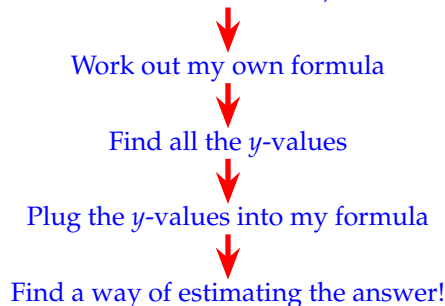 Work out my own formula
Find all the y-values
Plug the y-values into my formula
Find a way of estimating the answer!